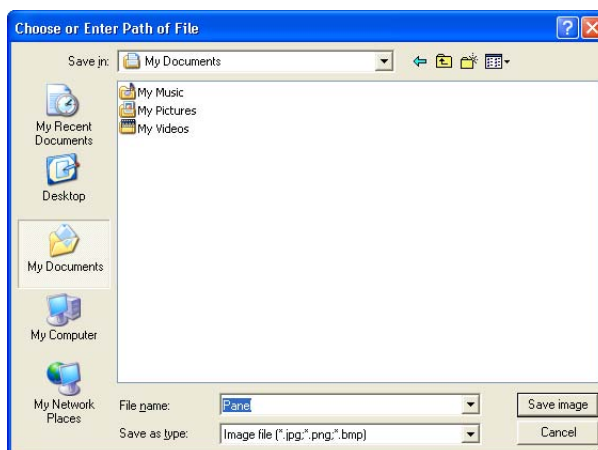 Choose or Enter Path of File
Save in:
My Documents
My Music
My Pictures
My Videos
My Recent
Documents
Desktop
My Documents
My Computer
My Network
Places
File name:
Panel
Save image
Save as type:
Image file (*.jpg;*.png;*.bmp)
Cancel